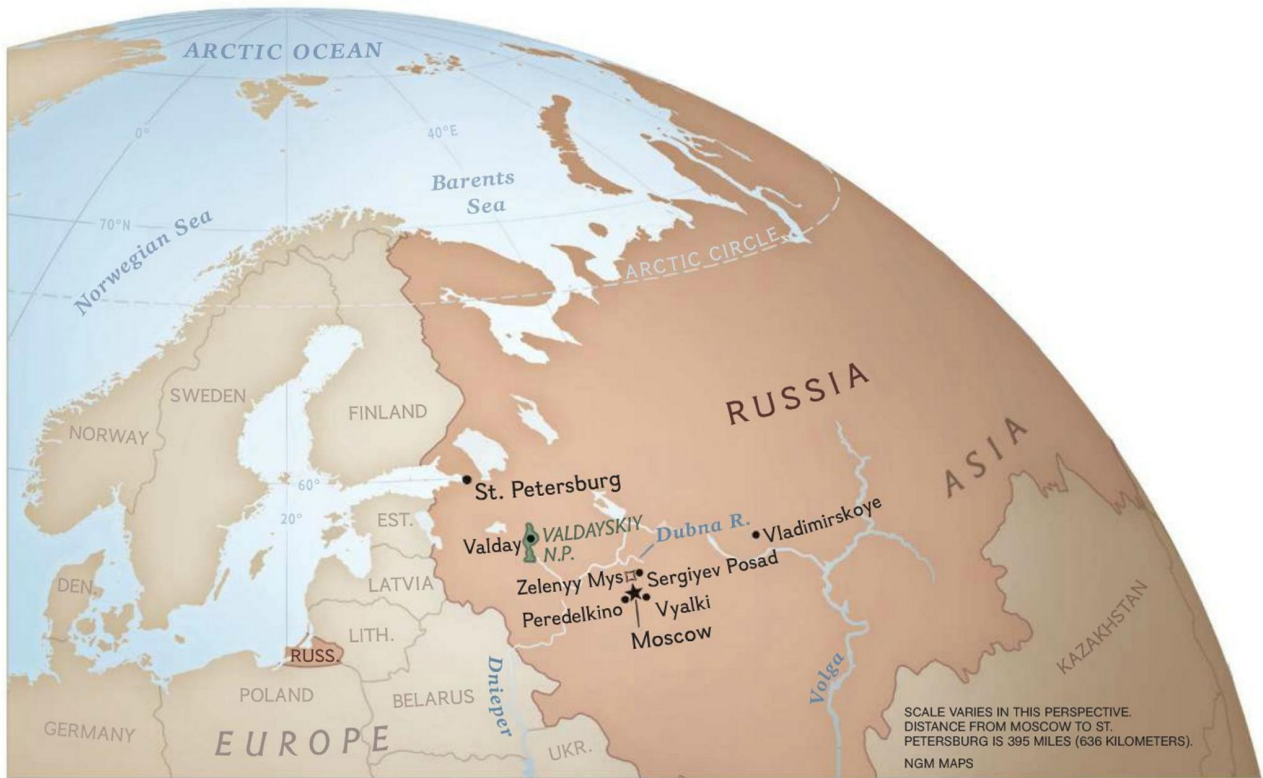 ARCTIC OCEAN
0°
40°E
Barents
Sea
70°N
Norwegian Sea
ARCTIC CIRCLE
RUSSIA
ASIA
SWEDEN
FINLAND
NORWAY
60°
20°
St. Petersburg
EST.
Valday
VALDAYSKIY
N.P.
Dubna R.
Vladimirskoye
DEN.
LATVIA
Zelenyy Mys
Sergiyev Posad
Peredelkino
Vyalki
Moscow
LITH.
RUSS.
KAZAKHSTAN
POLAND
BELARUS
Dnieper
Volga
GERMANY
EUROPE
UKR.
SCALE VARIES IN THIS PERSPECTIVE.
DISTANCE FROM MOSCOW TO ST.
PETERSBURG IS 395 MILES (636 KILOMETERS).
NGM MAPS